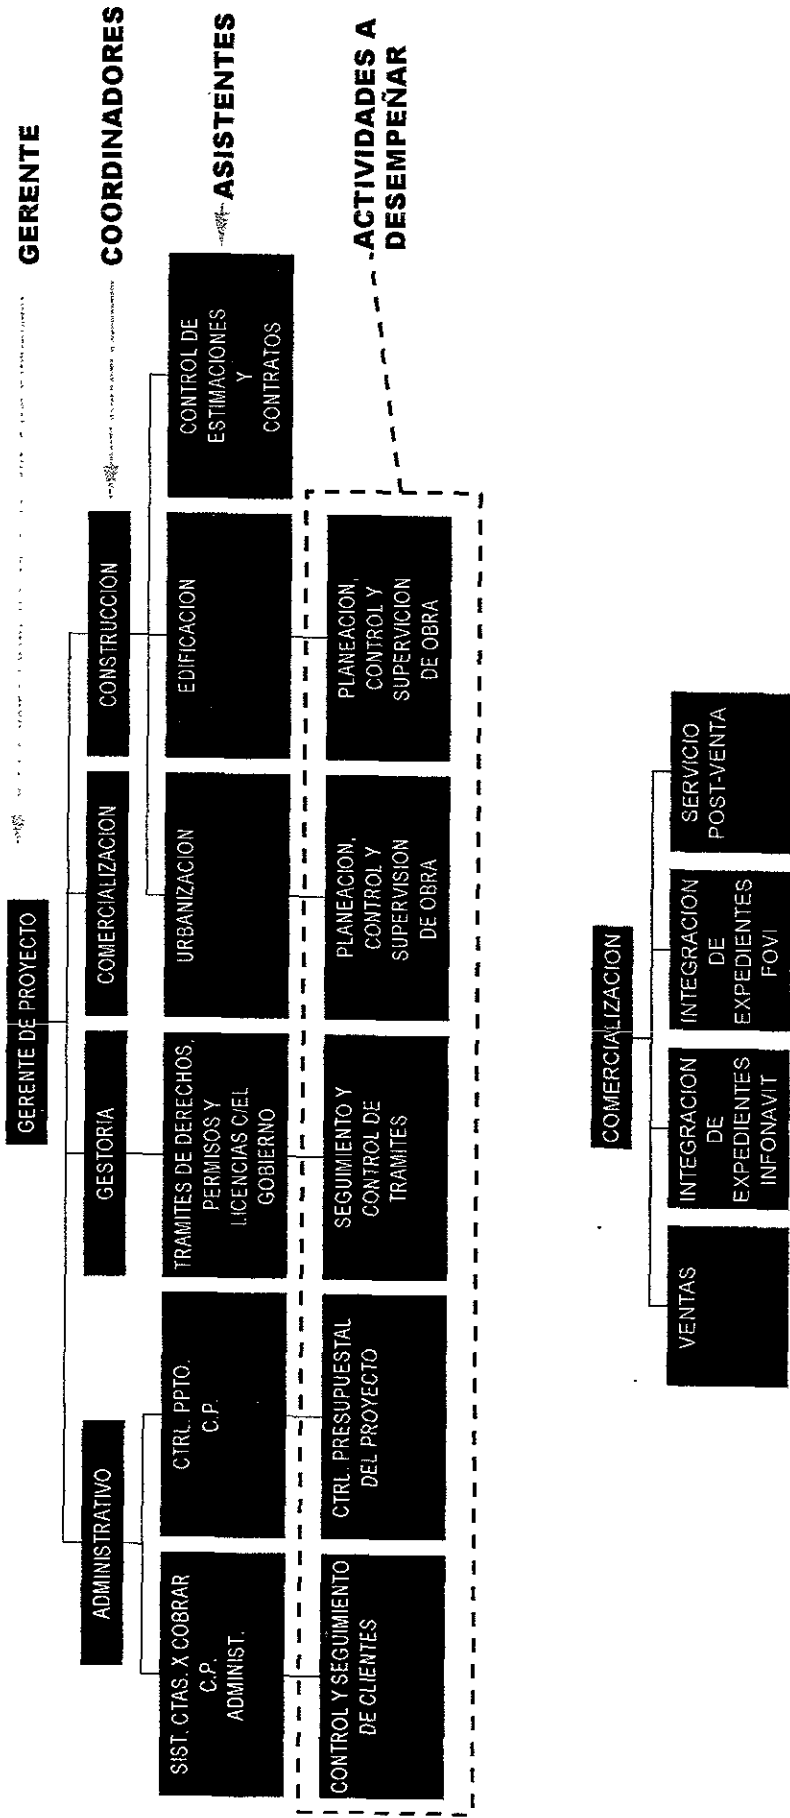 GERENTE DE PROYECTO
GERENTE
ADMINISTRATIVO
GESTORIA
COMERCIALIZACION
CONSTRUCCION
COORDINADORES
SIST. CTAS. X COBRAR
C.P.
ADMINIST.
CTRL. PPTO.
C.P.
TRAMITES DE DERECHOS,
PERMISOS Y
LICENCIAS C/EL
GOBIERNO
URBANIZACION
EDIFICACION
CONTROL DE
ESTIMACIONES
Y
CONTRATOS
ASISTENTES
CONTROL Y SEGUIMIENTO
DE CLIENTES
CTRL. PRESUPUESTAL
DEL PROYECTO
SEGUIMIENTO Y
CONTROL DE
TRAMITES
PLANEACION,
CONTROL Y
SUPERVISION
DE OBRA
PLANEACION,
CONTROL Y
SUPERVICION
DE OBRA
ACTIVIDADES A
DESEMPEÑAR
COMERCIALIZACION
VENTAS
INTEGRACION
DE
EXPEDIENTES
INFONAVIT
INTEGRACION
DE
EXPEDIENTES
FOVI
SERVICIO
POST-VENTA